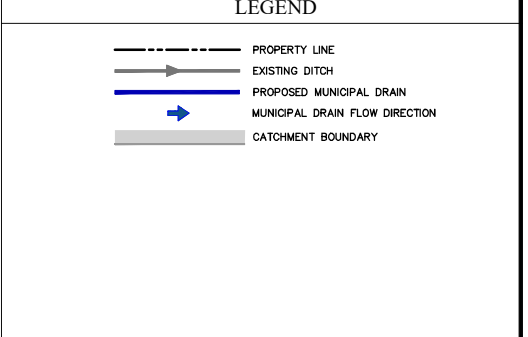 LEGEND
PROPERTY LINE
EXISTING DITCH
PROPOSED MUNICIPAL DRAIN
MUNICIPAL DRAIN FLOW DIRECTION
CATCHMENT BOUNDARY